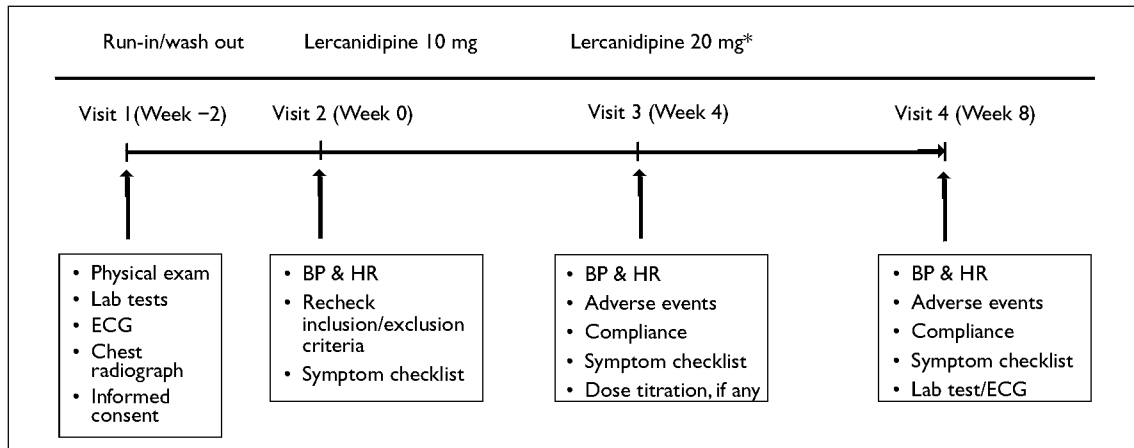 Run-in/wash out Lercanidipine 10 mg Lercanidipine 20 mg*
Visit 1 (Week −2) Visit 2 (Week 0) Visit 3 (Week 4) Visit 4 (Week 8)
• Physical exam
• Lab tests
• ECG
• Chest
radiograph
• Informed
consent
• BP & HR
• Recheck
inclusion/exclusion
criteria
• Symptom checklist
• BP & HR
• Adverse events
• Compliance
• Symptom checklist
• Dose titration, if any
• BP & HR
• Adverse events
• Compliance
• Symptom checklist
• Lab test/ECG